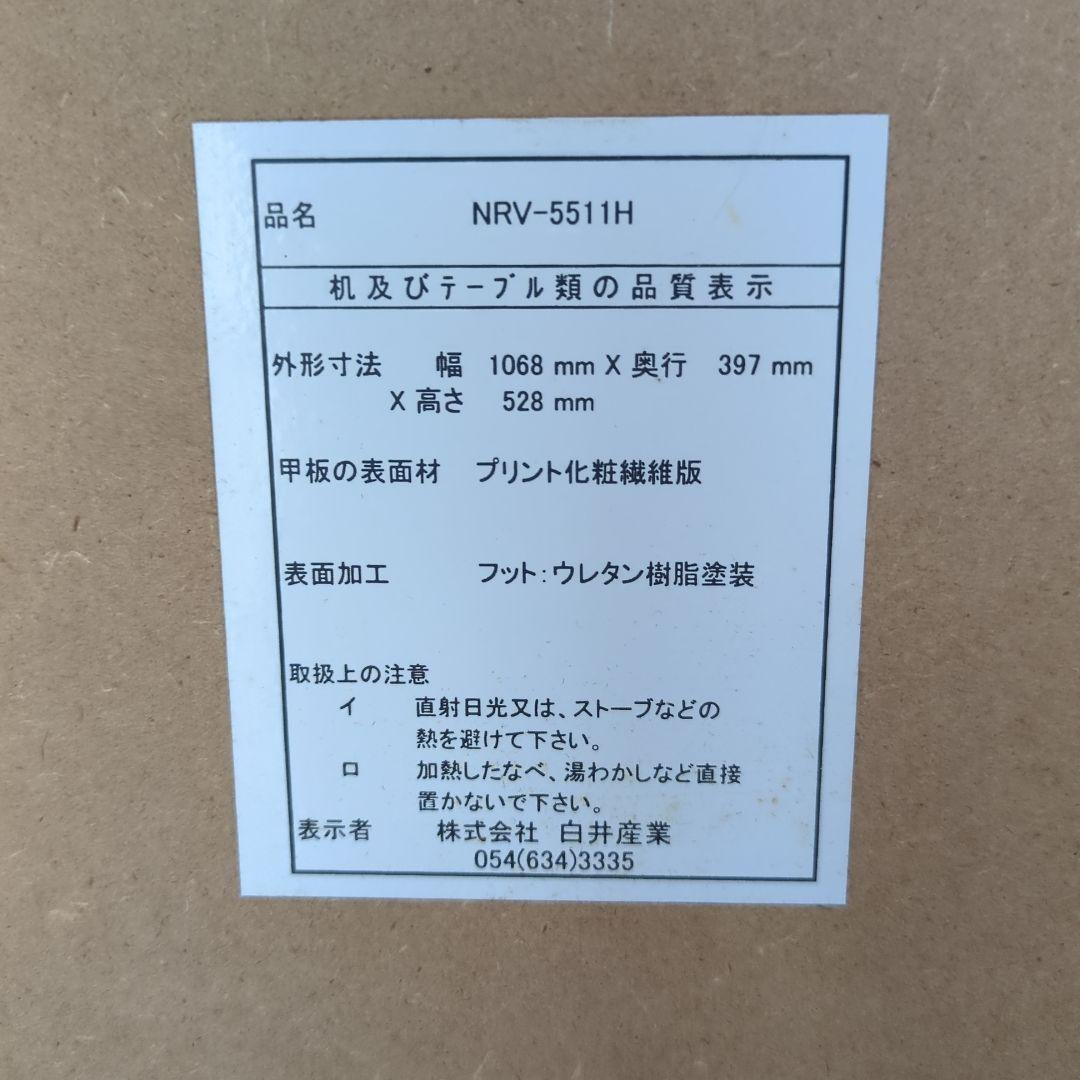 品名 NRV-5511H
机及びテーブル類の品質表示
外形寸法 幅 1068 mm X 奥行 397 mm
X 高さ 528 mm
甲板の表面材 プリント化粧繊維版
表面加工 フット:ウレタン樹脂塗装
取扱上の注意
イ 直射日光又は、ストーブなどの
熱を避けて下さい。
ロ 加熱したなべ、湯わかしなど直接
置かないで下さい。
表示者 株式会社 白井産業
054(634)3335